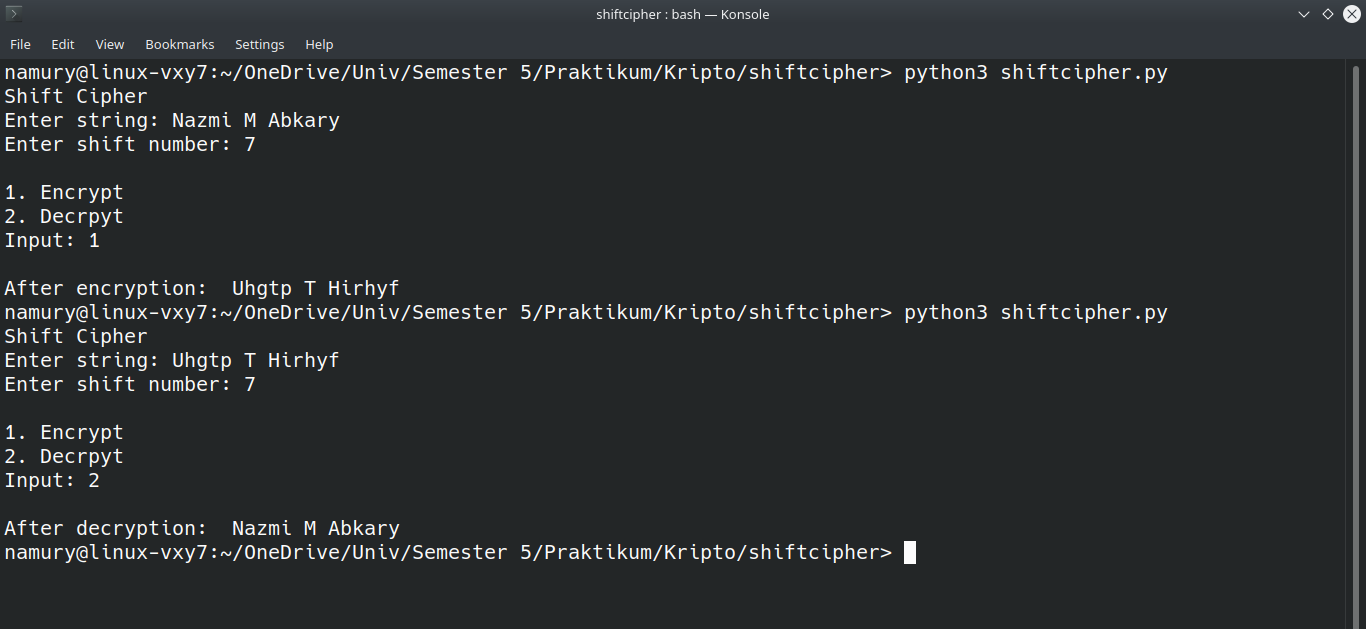 shiftcipher : bash — Konsole
File Edit View Bookmarks Settings Help
namury@linux-vxy7:~/OneDrive/Univ/Semester 5/Praktikum/Kripto/shiftcipher> python3 shiftcipher.py
Shift Cipher
Enter string: Nazmi M Abkary
Enter shift number: 7

1. Encrypt
2. Decrpyt
Input: 1

After encryption:  Uhgtp T Hirhyf
namury@linux-vxy7:~/OneDrive/Univ/Semester 5/Praktikum/Kripto/shiftcipher> python3 shiftcipher.py
Shift Cipher
Enter string: Uhgtp T Hirhyf
Enter shift number: 7

1. Encrypt
2. Decrpyt
Input: 2

After decryption:  Nazmi M Abkary
namury@linux-vxy7:~/OneDrive/Univ/Semester 5/Praktikum/Kripto/shiftcipher>